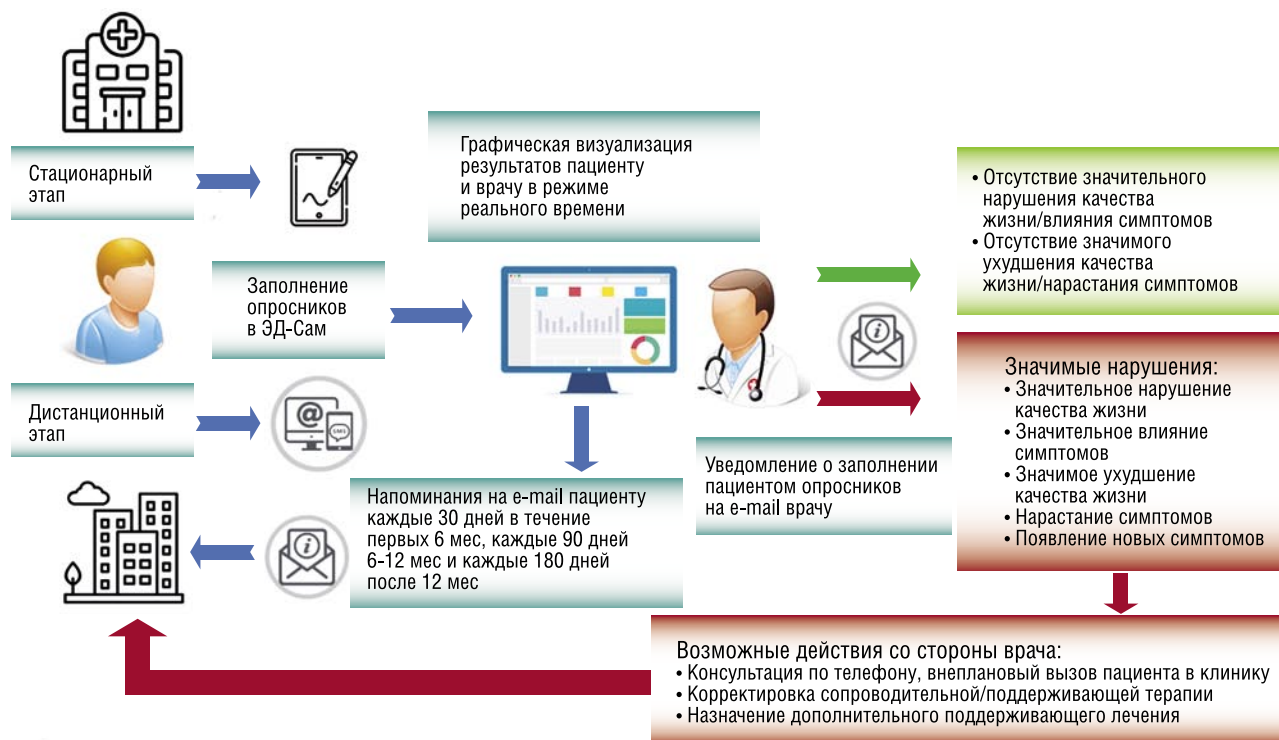 Стационарный
этап
Графическая визуализация
результатов пациенту
и врачу в режиме
реального времени
Заполнение
опросников
в ЭД-Сам
Дистанционный
этап
@
SMS
Напоминания на e-mail пациенту
каждые 30 дней в течение
первых 6 мес, каждые 90 дней
6-12 мес и каждые 180 дней
после 12 мес
i
i
Уведомление о заполнении
пациентом опросников
на e-mail врачу
• Отсутствие значительного
нарушения качества
жизни/влияния симптомов
• Отсутствие значимого
ухудшения качества
жизни/нарастания симптомов
Значимые нарушения:
• Значительное нарушение
качества жизни
• Значительное влияние
симптомов
• Значимое ухудшение
качества жизни
• Нарастание симптомов
• Появление новых симптомов
Возможные действия со стороны врача:
• Консультация по телефону, внеплановый вызов пациента в клинику
• Корректировка сопроводительной/поддерживающей терапии
• Назначение дополнительного поддерживающего лечения